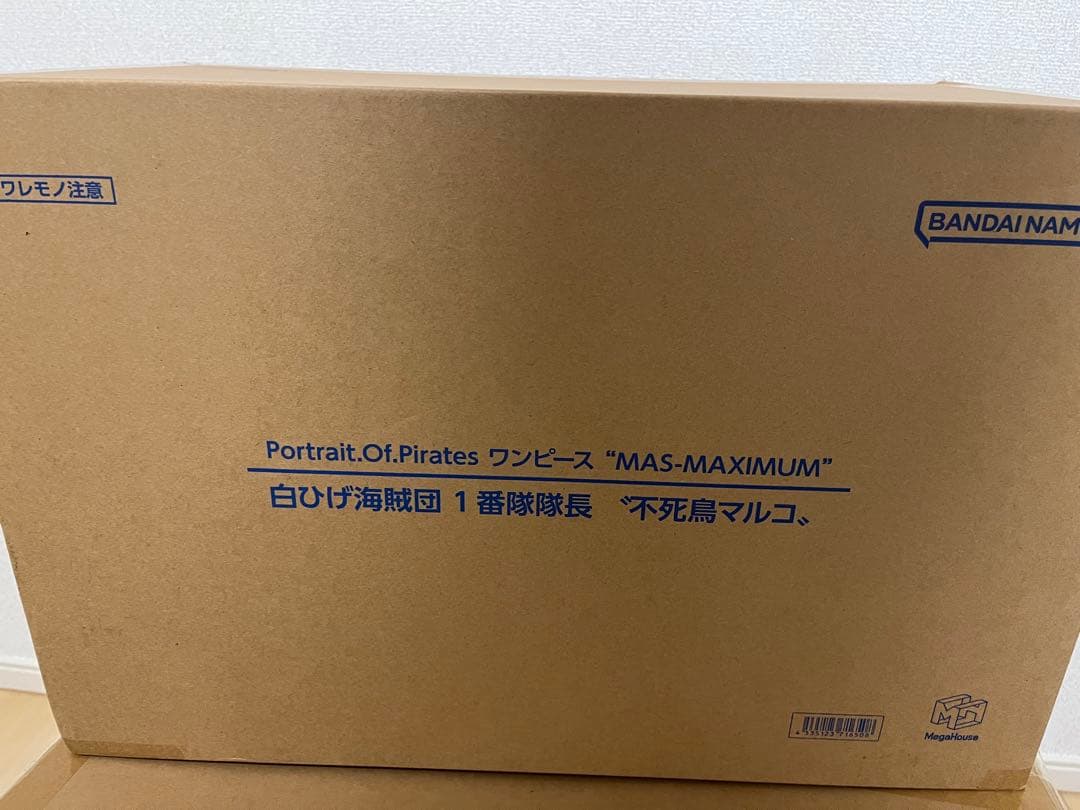 ワレモノ注意
BANDAI NAM
Portrait.Of.Pirates ワンピース “MAS-MAXIMUM”
白ひげ海賊団 1番隊隊長 〝不死鳥マルコ〟
4535123716508
MegaHouse